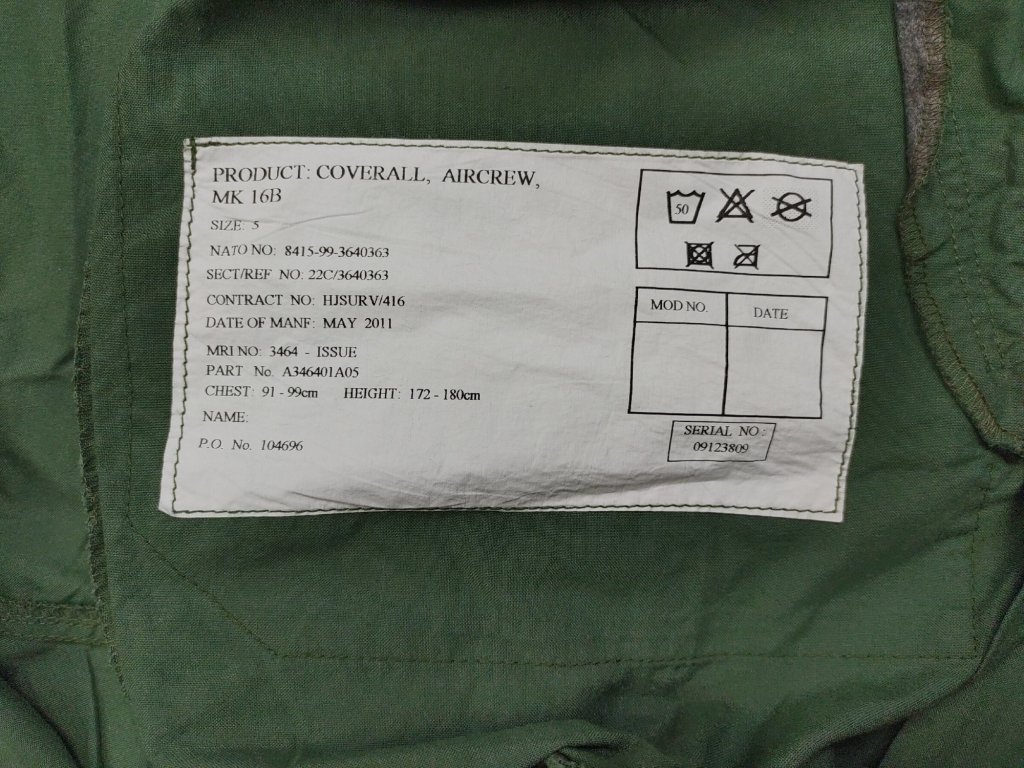 PRODUCT: COVERALL, AIRCREW,
MK 16B
SIZE: 5
NATO NO: 8415-99-3640363
SECT/REF NO: 22C/3640363
CONTRACT NO: HJSURV/416
DATE OF MANF: MAY 2011
MRI NO: 3464 - ISSUE
PART No. A346401A05
CHEST: 91 - 99cm HEIGHT: 172 - 180cm
NAME:
P.O. No. 104696
50
MOD NO. DATE
SERIAL NO:
09123809